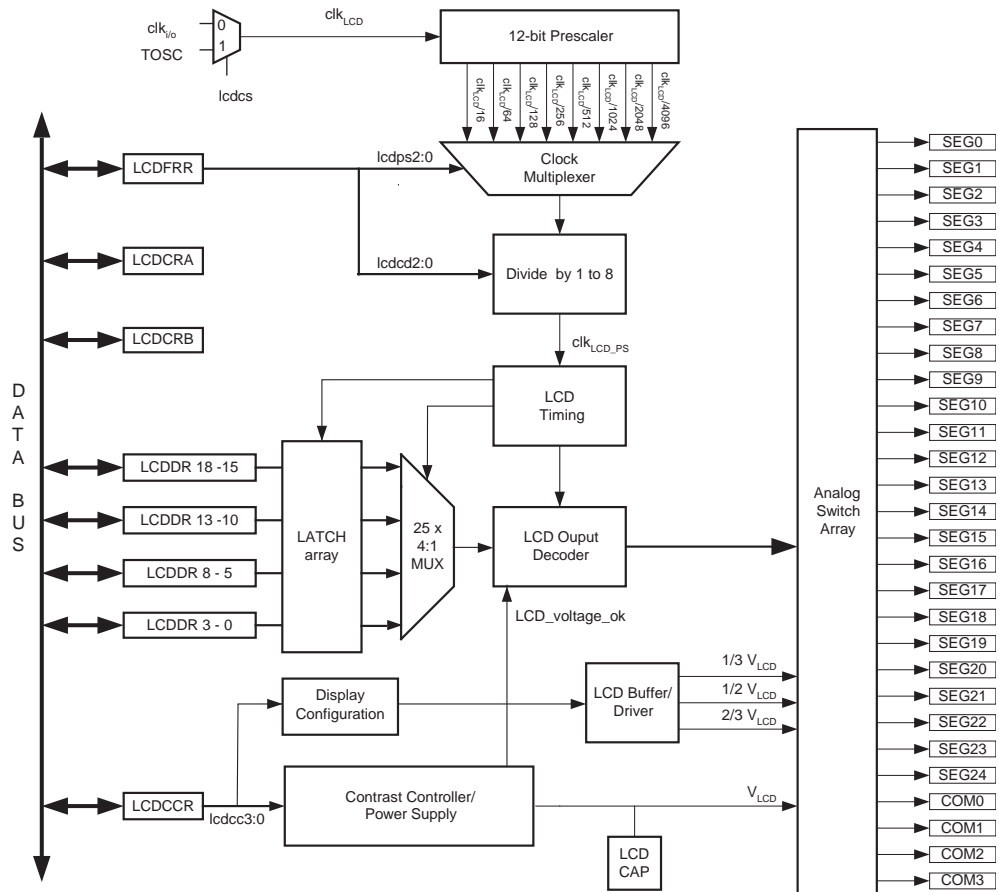 clk_i/o
TOSC
0
1
lcdcs
clk_LCD
12-bit Prescaler
clk_LCD/16
clk_LCD/64
clk_LCD/128
clk_LCD/256
clk_LCD/512
clk_LCD/1024
clk_LCD/2048
clk_LCD/4096
LCDFRR
lcdps2:0
Clock
Multiplexer
LCDCRA
lcdcd2:0
Divide by 1 to 8
LCDCRB
clk_LCD_PS
LCD
Timing
DATA
BUS
LCDDR 18 -15
LCDDR 13 -10
LCDDR 8 - 5
LCDDR 3 - 0
LATCH
array
25 x
4:1
MUX
LCD Ouput
Decoder
LCD_voltage_ok
Display
Configuration
LCD Buffer/
Driver
1/3 V_LCD
1/2 V_LCD
2/3 V_LCD
LCDCCR
lcdcc3:0
Contrast Controller/
Power Supply
V_LCD
LCD
CAP
Analog
Switch
Array
SEG0
SEG1
SEG2
SEG3
SEG4
SEG5
SEG6
SEG7
SEG8
SEG9
SEG10
SEG11
SEG12
SEG13
SEG14
SEG15
SEG16
SEG17
SEG18
SEG19
SEG20
SEG21
SEG22
SEG23
SEG24
COM0
COM1
COM2
COM3